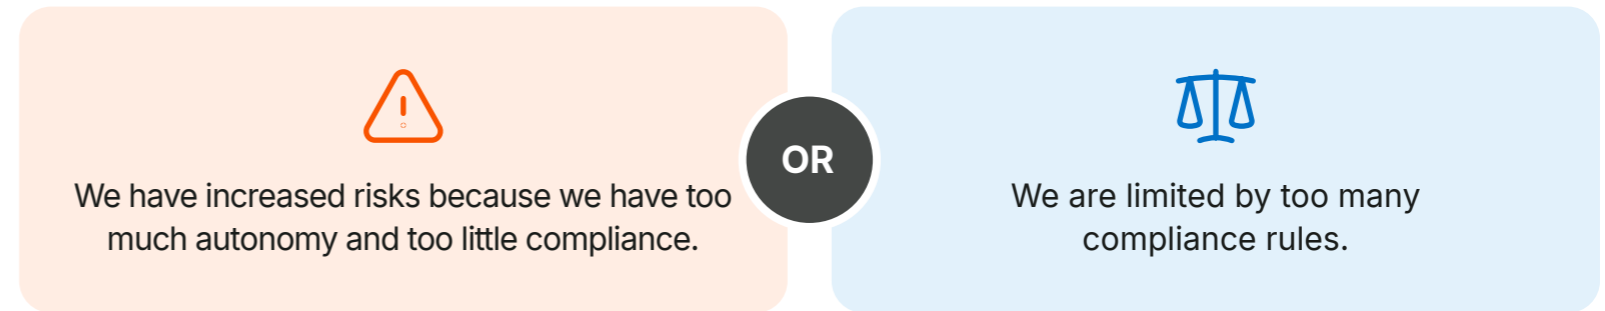 We have increased risks because we have too
much autonomy and too little compliance.
OR
We are limited by too many
compliance rules.